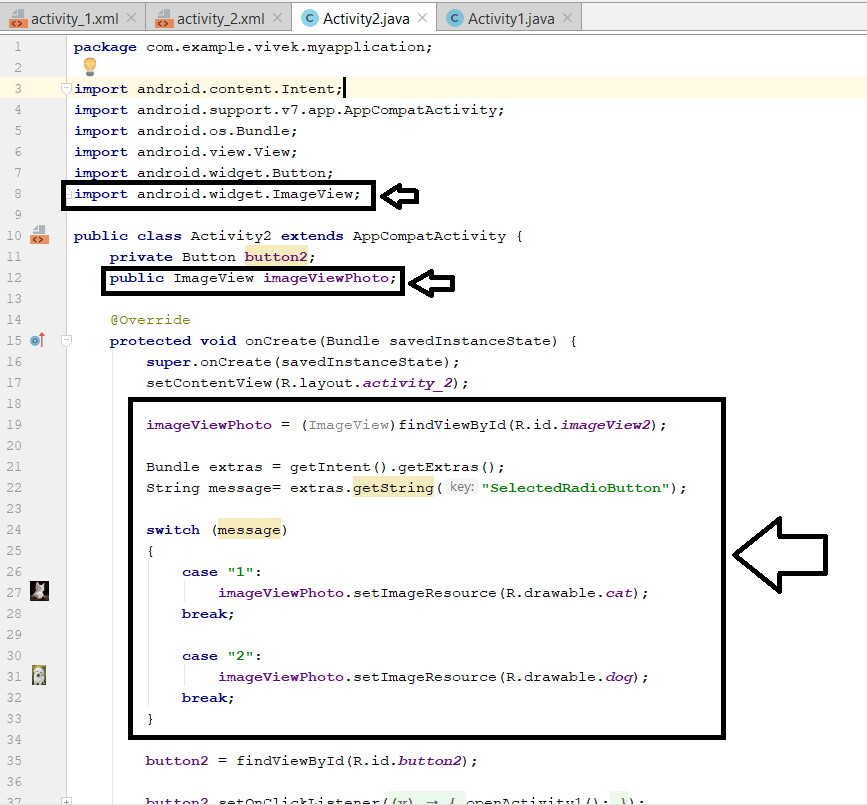 activity_1.xml × activity_2.xml × C Activity2.java × C Activity1.java ×
1 package com.example.vivek.myapplication;
2
3 import android.content.Intent;
4 import android.support.v7.app.AppCompatActivity;
5 import android.os.Bundle;
6 import android.view.View;
7 import android.widget.Button;
8 import android.widget.ImageView;
9
10 public class Activity2 extends AppCompatActivity {
11 private Button button2;
12 public ImageView imageViewPhoto;
13
14 @Override
15 protected void onCreate(Bundle savedInstanceState) {
16 super.onCreate(savedInstanceState);
17 setContentView(R.layout.activity_2);
18
19 imageViewPhoto = (ImageView)findViewById(R.id.imageView2);
20
21 Bundle extras = getIntent().getExtras();
22 String message= extras.getString( key: "SelectedRadioButton");
23
24 switch (message)
25 {
26 case "1":
27 imageViewPhoto.setImageResource(R.drawable.cat);
28 break;
29
30 case "2":
31 imageViewPhoto.setImageResource(R.drawable.dog);
32 break;
33 }
34
35 button2 = findViewById(R.id.button2);
36
37 button2.setOnClickListener((v) → { openActivity1(); });